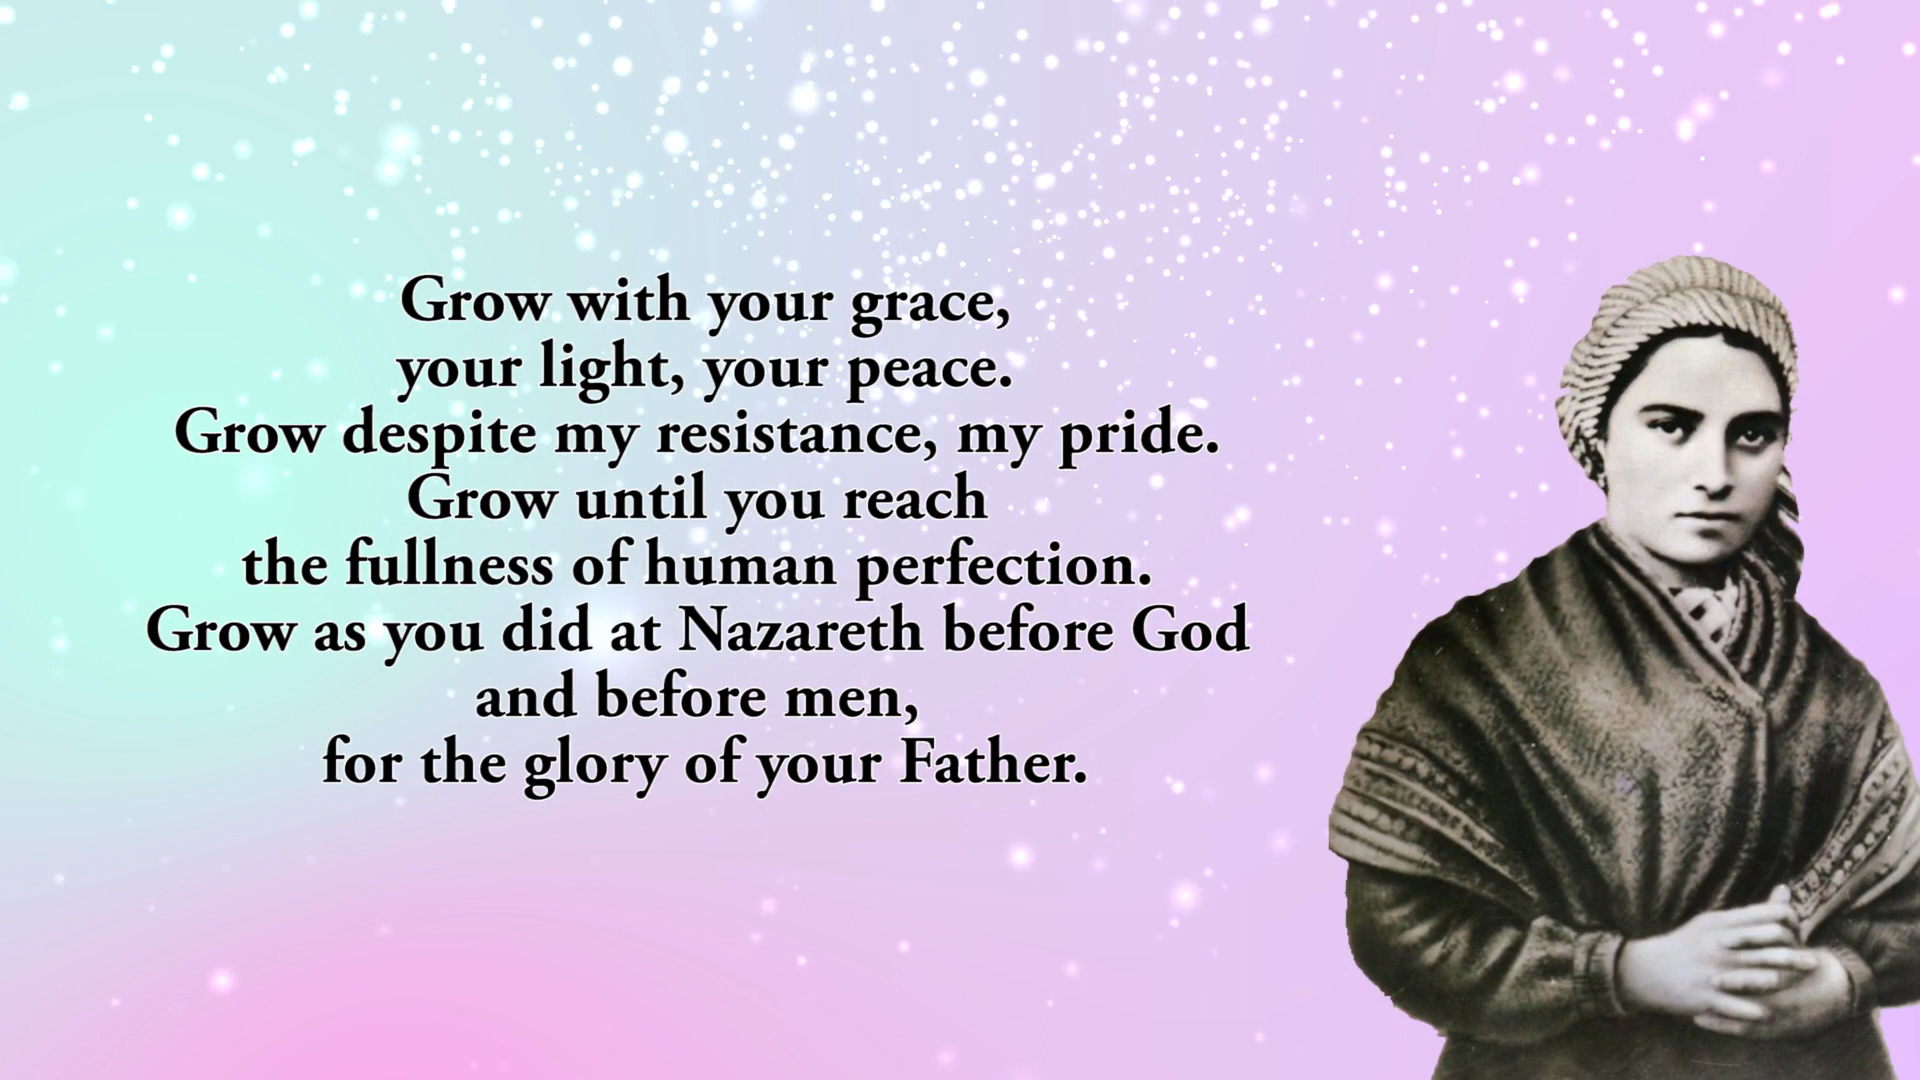 Grow with your grace,
your light, your peace.
Grow despite my resistance, my pride.
Grow until you reach
the fullness of human perfection.
Grow as you did at Nazareth before God
and before men,
for the glory of your Father.